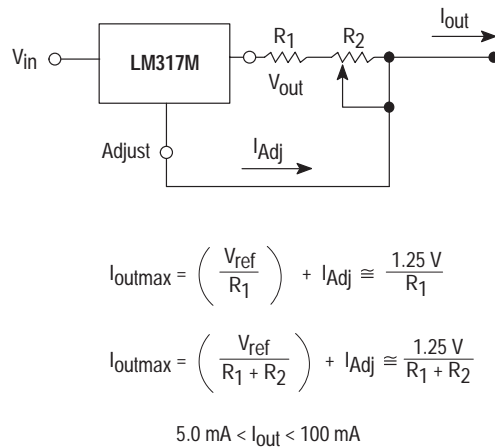 R1 R2 Iout
Vin LM317M
Vout
Adjust IAdj
Ioutmax = ( Vref / R1 ) + IAdj ≅ 1.25 V / R1
Ioutmax = ( Vref / R1 + R2 ) + IAdj ≅ 1.25 V / R1 + R2
5.0 mA < Iout < 100 mA